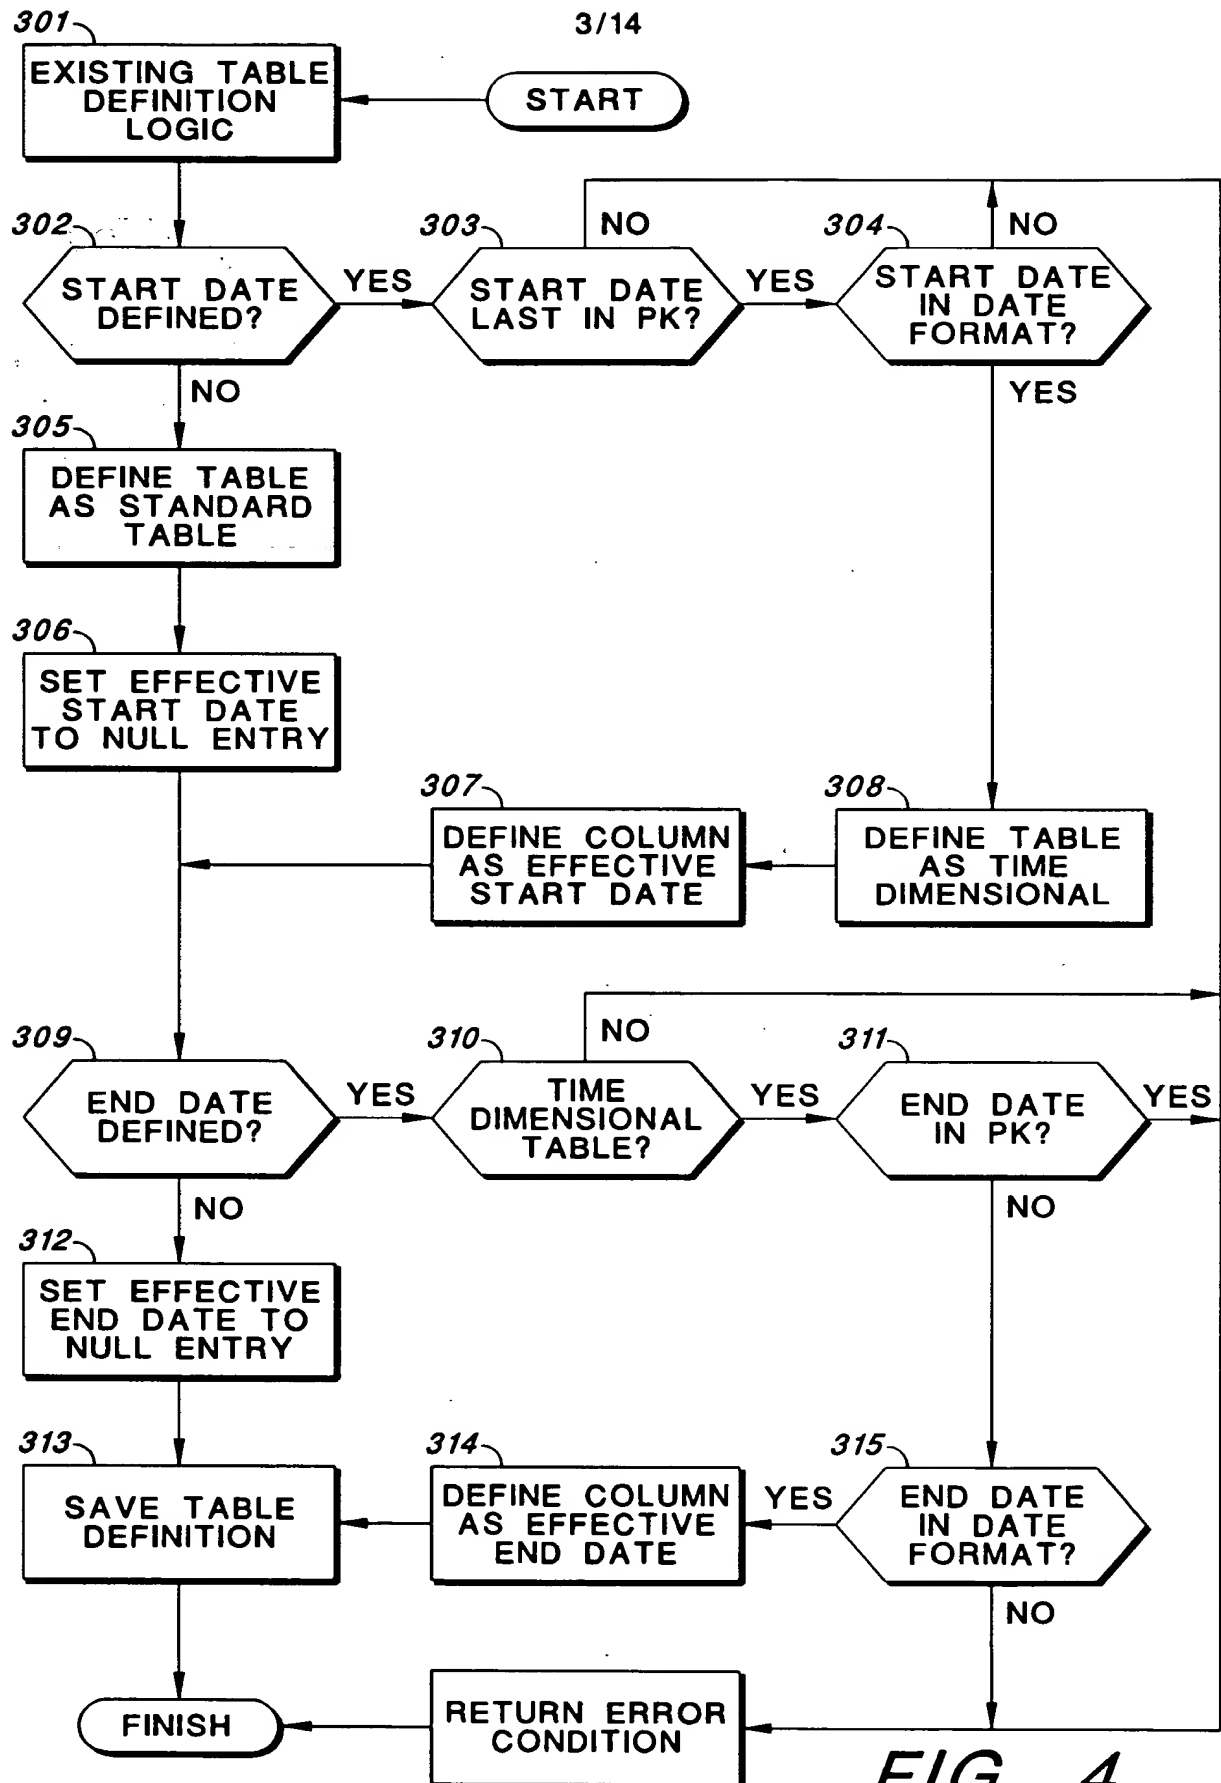 3/14
301
EXISTING TABLE
DEFINITION
LOGIC
START
302
START DATE
DEFINED?
YES
NO
303
START DATE
LAST IN PK?
NO
YES
304
START DATE
IN DATE
FORMAT?
NO
YES
305
DEFINE TABLE
AS STANDARD
TABLE
306
SET EFFECTIVE
START DATE
TO NULL ENTRY
307
DEFINE COLUMN
AS EFFECTIVE
START DATE
308
DEFINE TABLE
AS TIME
DIMENSIONAL
309
END DATE
DEFINED?
YES
NO
310
TIME
DIMENSIONAL
TABLE?
NO
YES
311
END DATE
IN PK?
YES
NO
312
SET EFFECTIVE
END DATE TO
NULL ENTRY
313
SAVE TABLE
DEFINITION
314
DEFINE COLUMN
AS EFFECTIVE
END DATE
YES
315
END DATE
IN DATE
FORMAT?
NO
FINISH
RETURN ERROR
CONDITION
FIG. 4